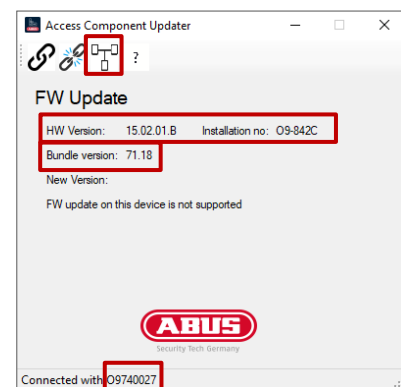 Access Component Updater
?
FW Update
HW Version: 15.02.01.B Installation no: O9-842C
Bundle version: 71.18
New Version:
FW update on this device is not supported
ABUS
Security Tech Germany
Connected with O9740027